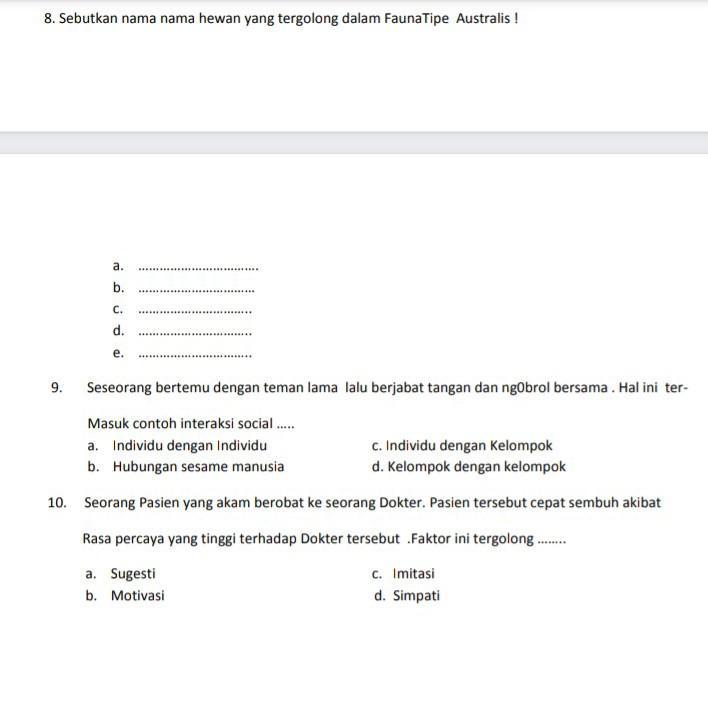 8. Sebutkan nama nama hewan yang tergolong dalam FaunaTipe Australis !
a. ..................................
b. .................................
c. ................................
d. ................................
e. ................................
9. Seseorang bertemu dengan teman lama lalu berjabat tangan dan ng0brol bersama . Hal ini ter-
Masuk contoh interaksi social .....
a. Individu dengan Individu c. Individu dengan Kelompok
b. Hubungan sesame manusia d. Kelompok dengan kelompok
10. Seorang Pasien yang akam berobat ke seorang Dokter. Pasien tersebut cepat sembuh akibat
Rasa percaya yang tinggi terhadap Dokter tersebut .Faktor ini tergolong ........
a. Sugesti c. Imitasi
b. Motivasi d. Simpati